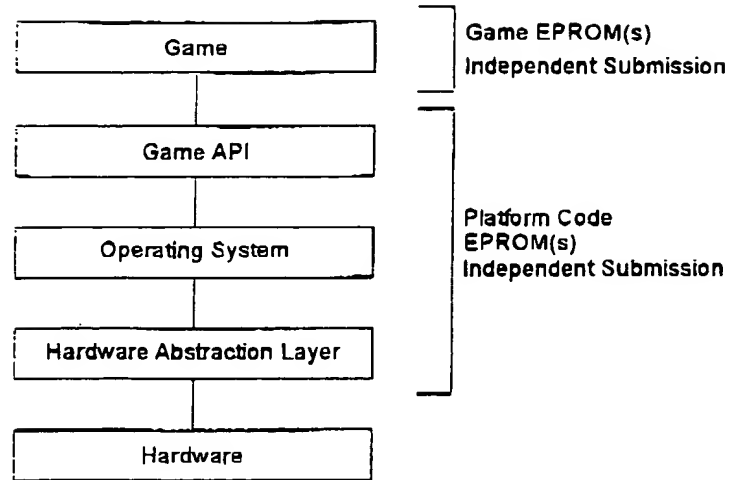 Game
Game EPROM(s)
Independent Submission
Game API
Operating System
Platform Code
EPROM(s)
Independent Submission
Hardware Abstraction Layer
Hardware